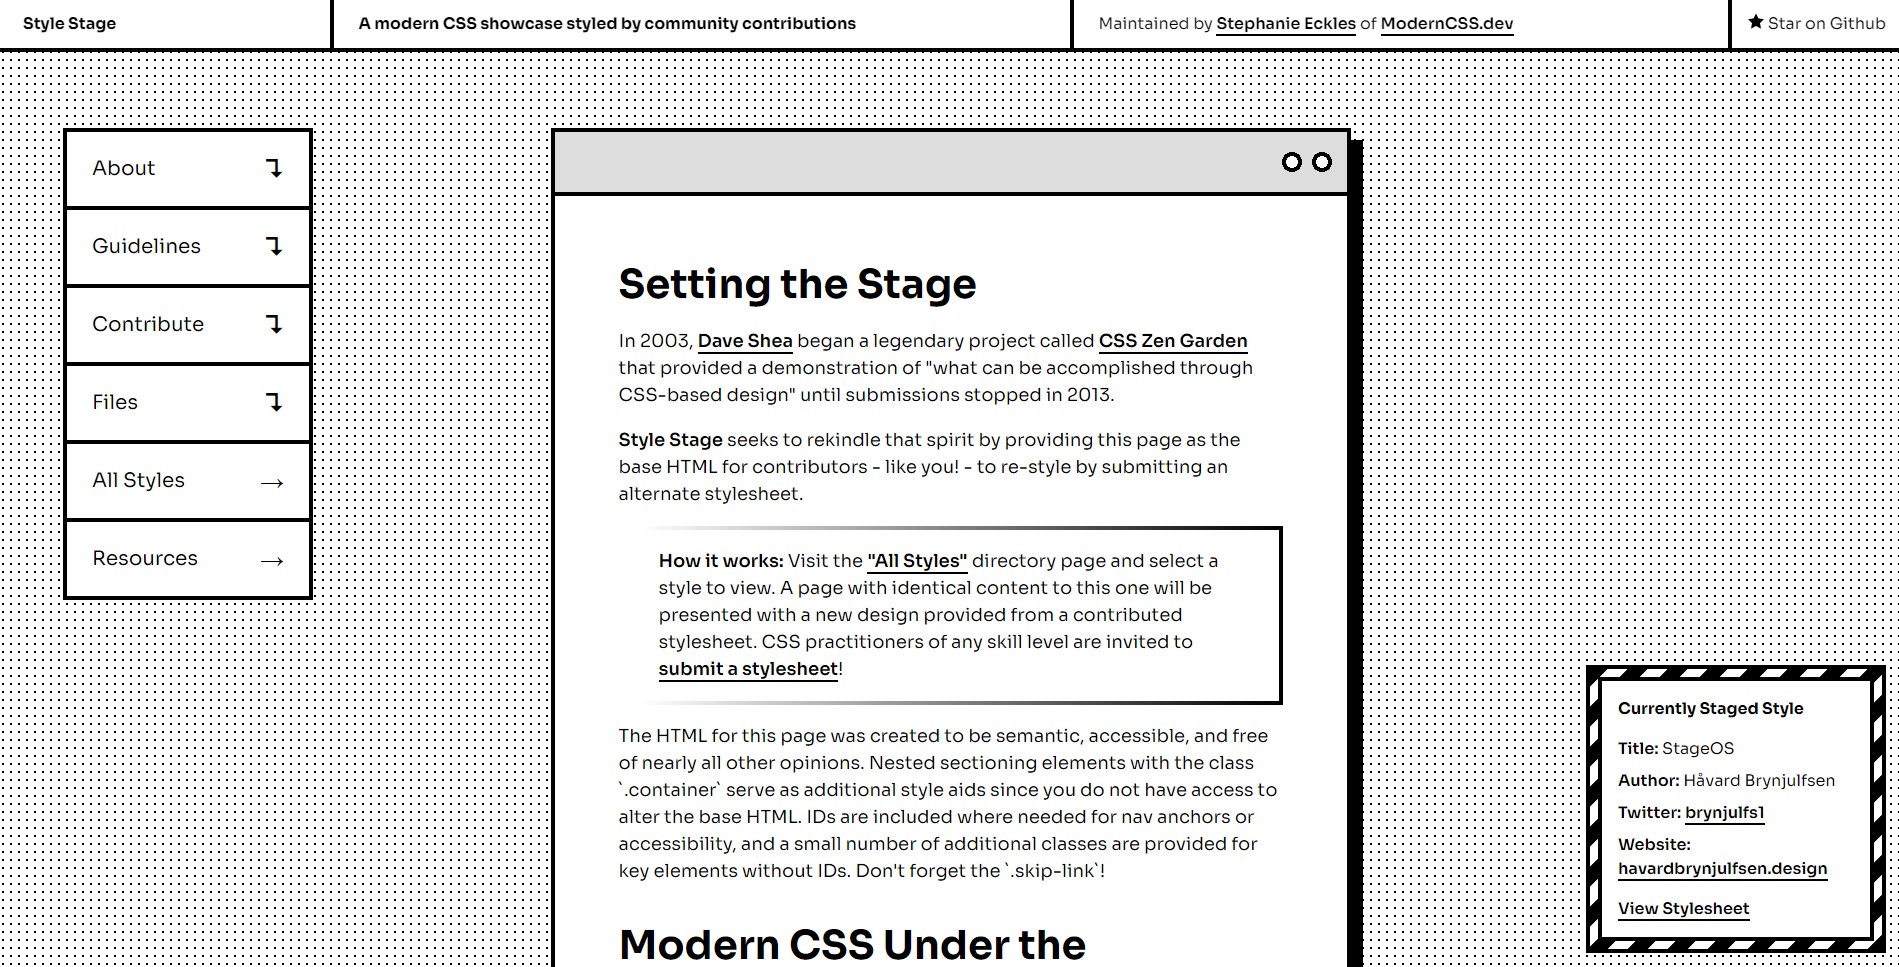 Style Stage
A modern CSS showcase styled by community contributions
Maintained by Stephanie Eckles of ModernCSS.dev
★ Star on Github
About ↴
Guidelines ↴
Contribute ↴
Files ↴
All Styles →
Resources →
Setting the Stage
In 2003, Dave Shea began a legendary project called CSS Zen Garden
that provided a demonstration of "what can be accomplished through
CSS-based design" until submissions stopped in 2013.
Style Stage seeks to rekindle that spirit by providing this page as the
base HTML for contributors - like you! - to re-style by submitting an
alternate stylesheet.
How it works: Visit the "All Styles" directory page and select a
style to view. A page with identical content to this one will be
presented with a new design provided from a contributed
stylesheet. CSS practitioners of any skill level are invited to
submit a stylesheet!
The HTML for this page was created to be semantic, accessible, and free
of nearly all other opinions. Nested sectioning elements with the class
`.container` serve as additional style aids since you do not have access to
alter the base HTML. IDs are included where needed for nav anchors or
accessibility, and a small number of additional classes are provided for
key elements without IDs. Don't forget the `.skip-link`!
Modern CSS Under the
Currently Staged Style
Title: StageOS
Author: Håvard Brynjulfsen
Twitter: brynjulfs1
Website:
havardbrynjulfsen.design
View Stylesheet